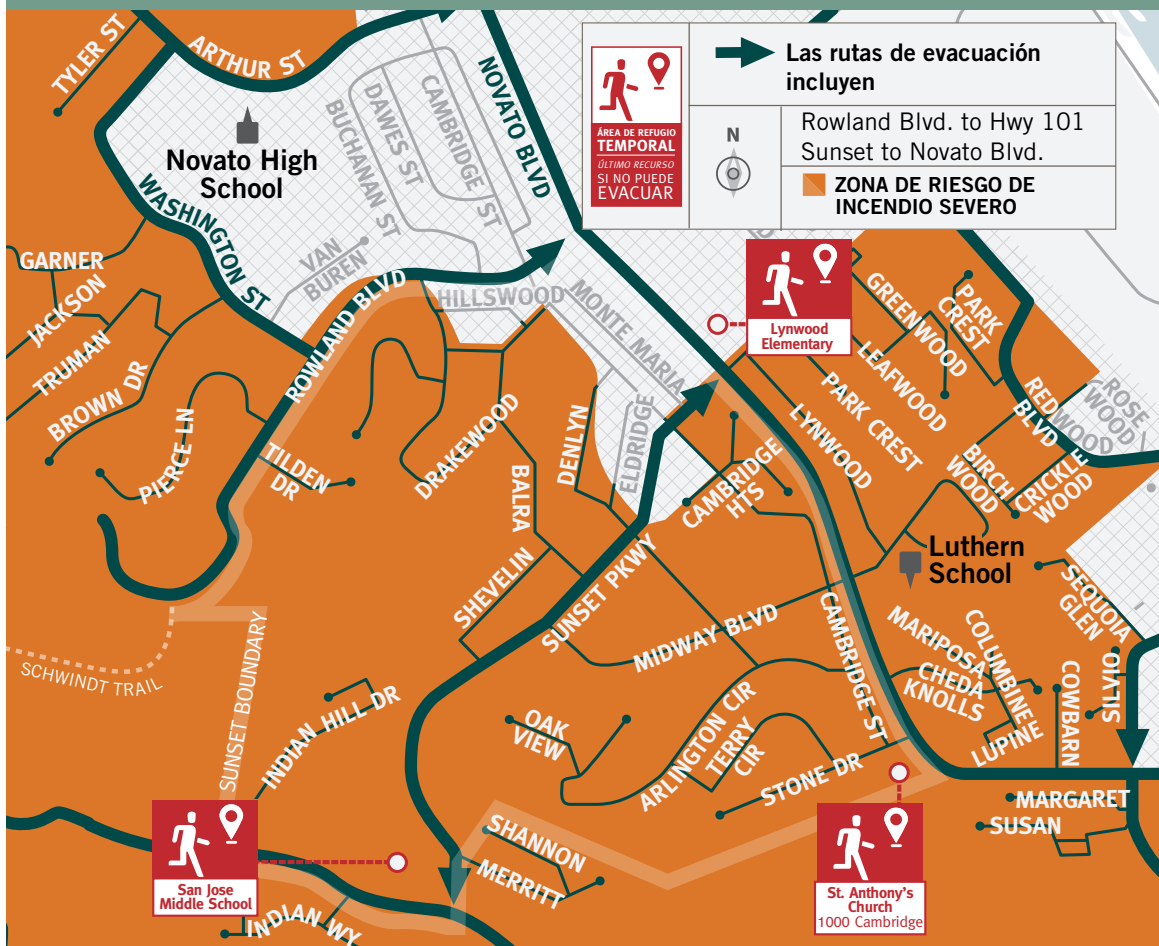 TYLER ST
ARTHUR ST
NOVATO BLVD
CAMBRIDGE ST
DAWES ST
BUCHANAN ST
Novato High
School
ÁREA DE REFUGIO
TEMPORAL
ÚLTIMO RECURSO
SI NO PUEDE
EVACUAR
Las rutas de evacuación
incluyen
N
Rowland Blvd. to Hwy 101
Sunset to Novato Blvd.
ZONA DE RIESGO DE
INCENDIO SEVERO
WASHINGTON ST
VAN
BUREN
GARNER
JACKSON
TRUMAN
BROWN DR
PIERCE LN
ROWLAND BLVD
HILLSWOOD
MONTE MARIA
Lynwood
Elementary
GREENWOOD
PARK
CREST
LEAFWOOD
PARK CREST
LYNWOOD
REDWOOD
BLVD
ROSE
WOOD
BIRCH
WOOD
CRICKLE
WOOD
TILDEN
DR
DRAKEWOOD
BALRA
DENLYN
ELDRIDGE
CAMBRIDGE
HTS
SHEVELIN
SUNSET PKWY
MIDWAY BLVD
CAMBRIDGE ST
Luthern
School
SEQUOIA
GLEN
MARIPOSA
CHEDA
KNOLLS
COLUMBINE
LUPINE
COWBARN
SILVIO
SCHWINDT TRAIL
SUNSET BOUNDARY
INDIAN HILL DR
OAK
VIEW
ARLINGTON CIR
TERRY
CIR
STONE DR
MARGARET
SUSAN
SHANNON
MERRITT
San Jose
Middle School
INDIAN WY
St. Anthony's
Church
1000 Cambridge